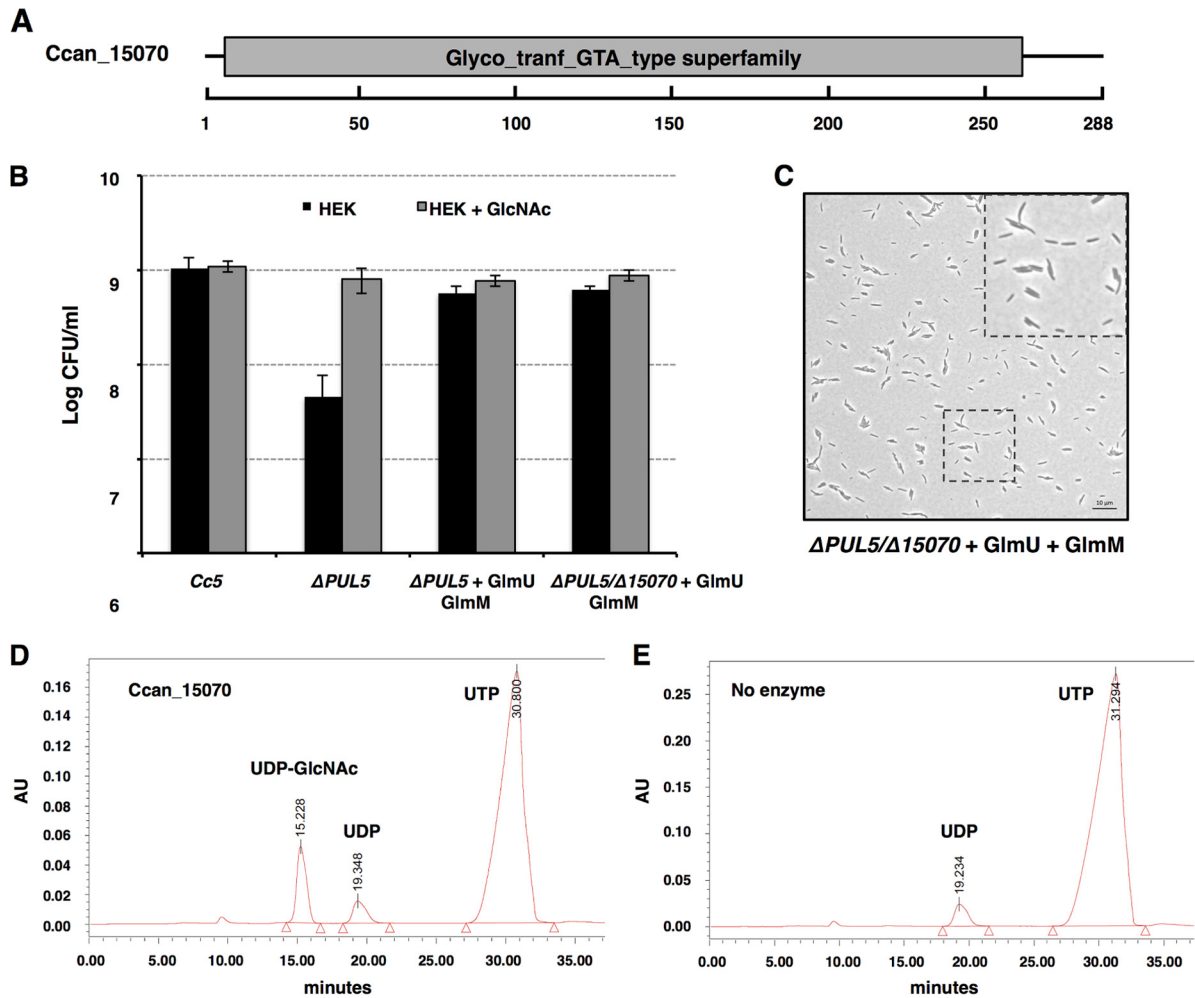 A
Ccan_15070
Glyco_tranf_GTA_type superfamily
1 50 100 150 200 250 288
B
10
9
8
7
6
Log CFU/ml
HEK HEK + GlcNAc
Cc5 ΔPUL5 ΔPUL5 + GlmU ΔPUL5/Δ15070 + GlmU
GlmM GlmM
C
10 µm
ΔPUL5/Δ15070 + GlmU + GlmM
D
Ccan_15070
UTP
30.800
UDP-GlcNAc
15.228
UDP
19.348
AU
0.16
0.14
0.12
0.10
0.08
0.06
0.04
0.02
0.00
0.00 5.00 10.00 15.00 20.00 25.00 30.00 35.00
minutes
E
No enzyme
UTP
31.294
UDP
19.234
AU
0.25
0.20
0.15
0.10
0.05
0.00
0.00 5.00 10.00 15.00 20.00 25.00 30.00 35.00
minutes